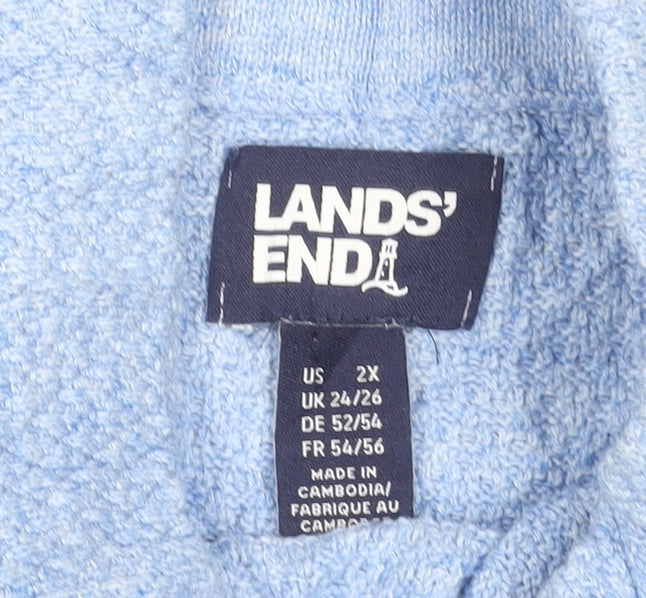 LANDS'
END
US 2X
UK 24/26
DE 52/54
FR 54/56
MADE IN
CAMBODIA/
FABRIQUE AU